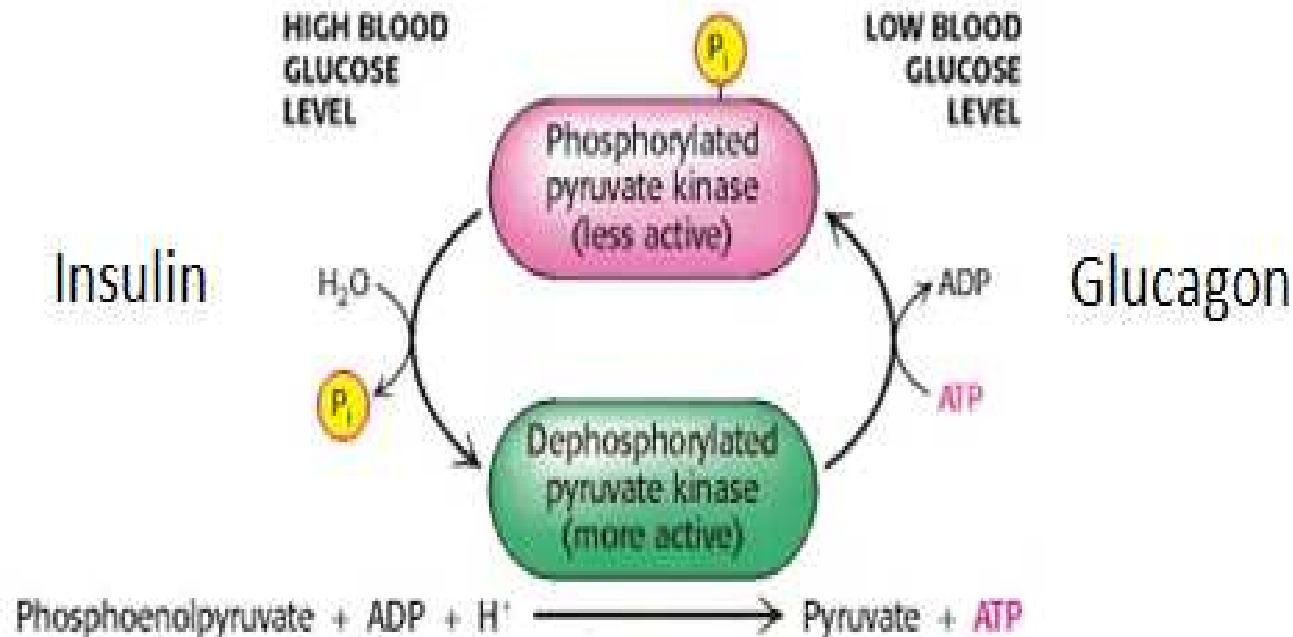 HIGH BLOOD
GLUCOSE
LEVEL
LOW BLOOD
GLUCOSE
LEVEL
Pi
Phosphorylated
pyruvate kinase
(less active)
Insulin
H₂O
Pi
ADP
ATP
Glucagon
Dephosphorylated
pyruvate kinase
(more active)
Phosphoenolpyruvate + ADP + H⁺ ⟶ Pyruvate + ATP